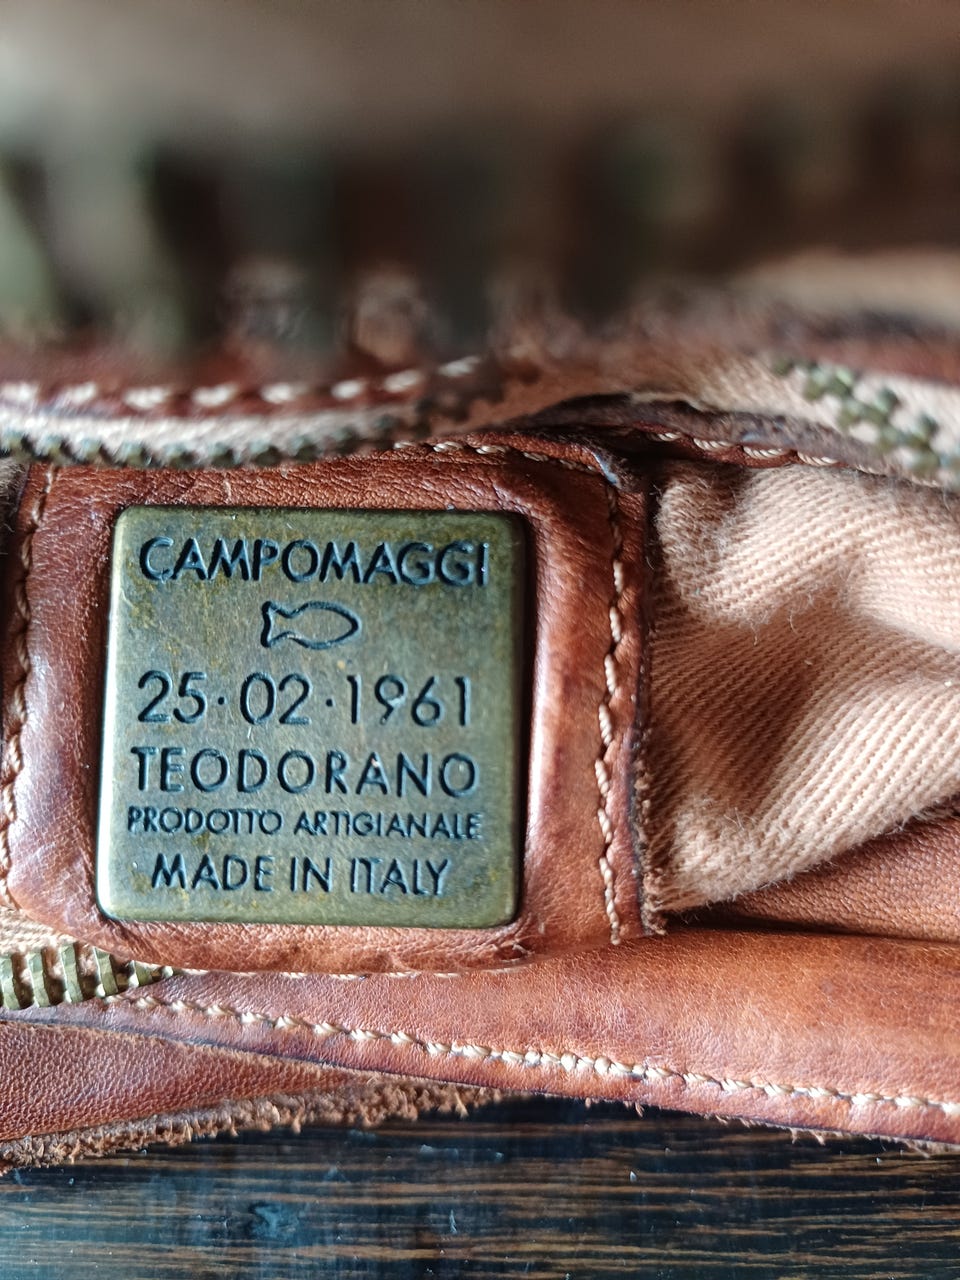 CAMPOMAGGI
25·02·1961
TEODORANO
PRODOTTO ARTIGIANALE
MADE IN ITALY